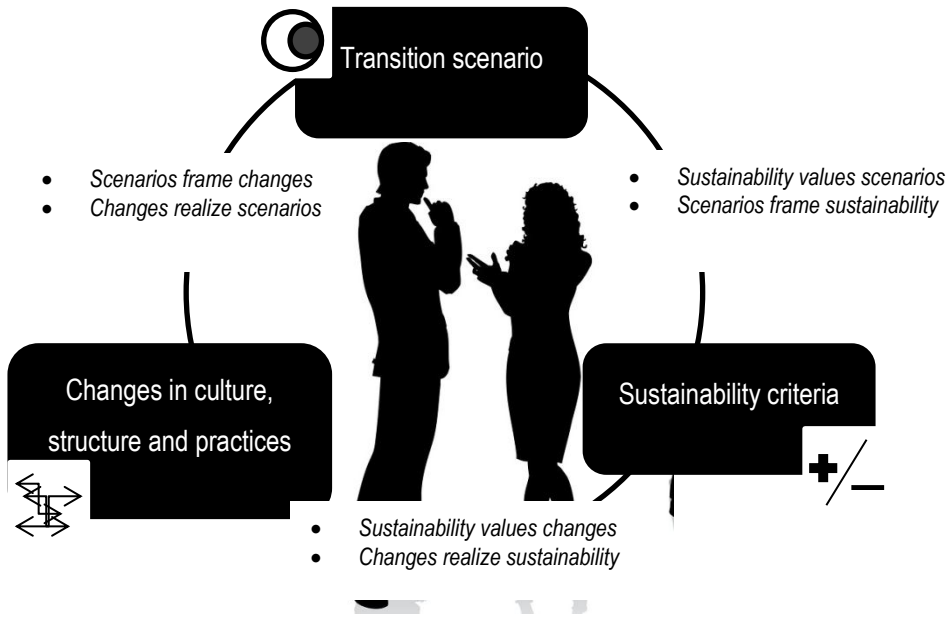 Transition scenario
• Scenarios frame changes
• Changes realize scenarios
• Sustainability values scenarios
• Scenarios frame sustainability
Changes in culture,
structure and practices
Sustainability criteria
+/–
• Sustainability values changes
• Changes realize sustainability